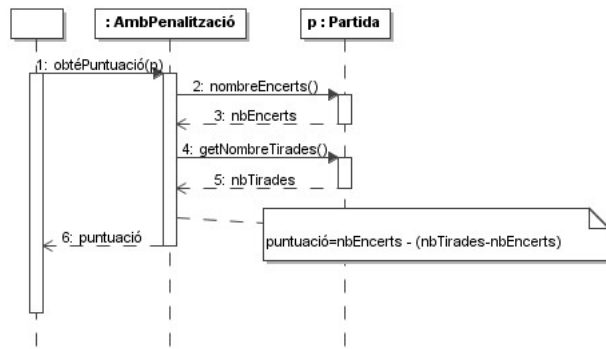 : AmbPenalització
p : Partida
1: obtéPuntuació(p)
2: nombreEncerts()
3: nbEncerts
4: getNombreTirades()
5: nbTirades
6: puntuació
puntuació=nbEncerts - (nbTirades-nbEncerts)